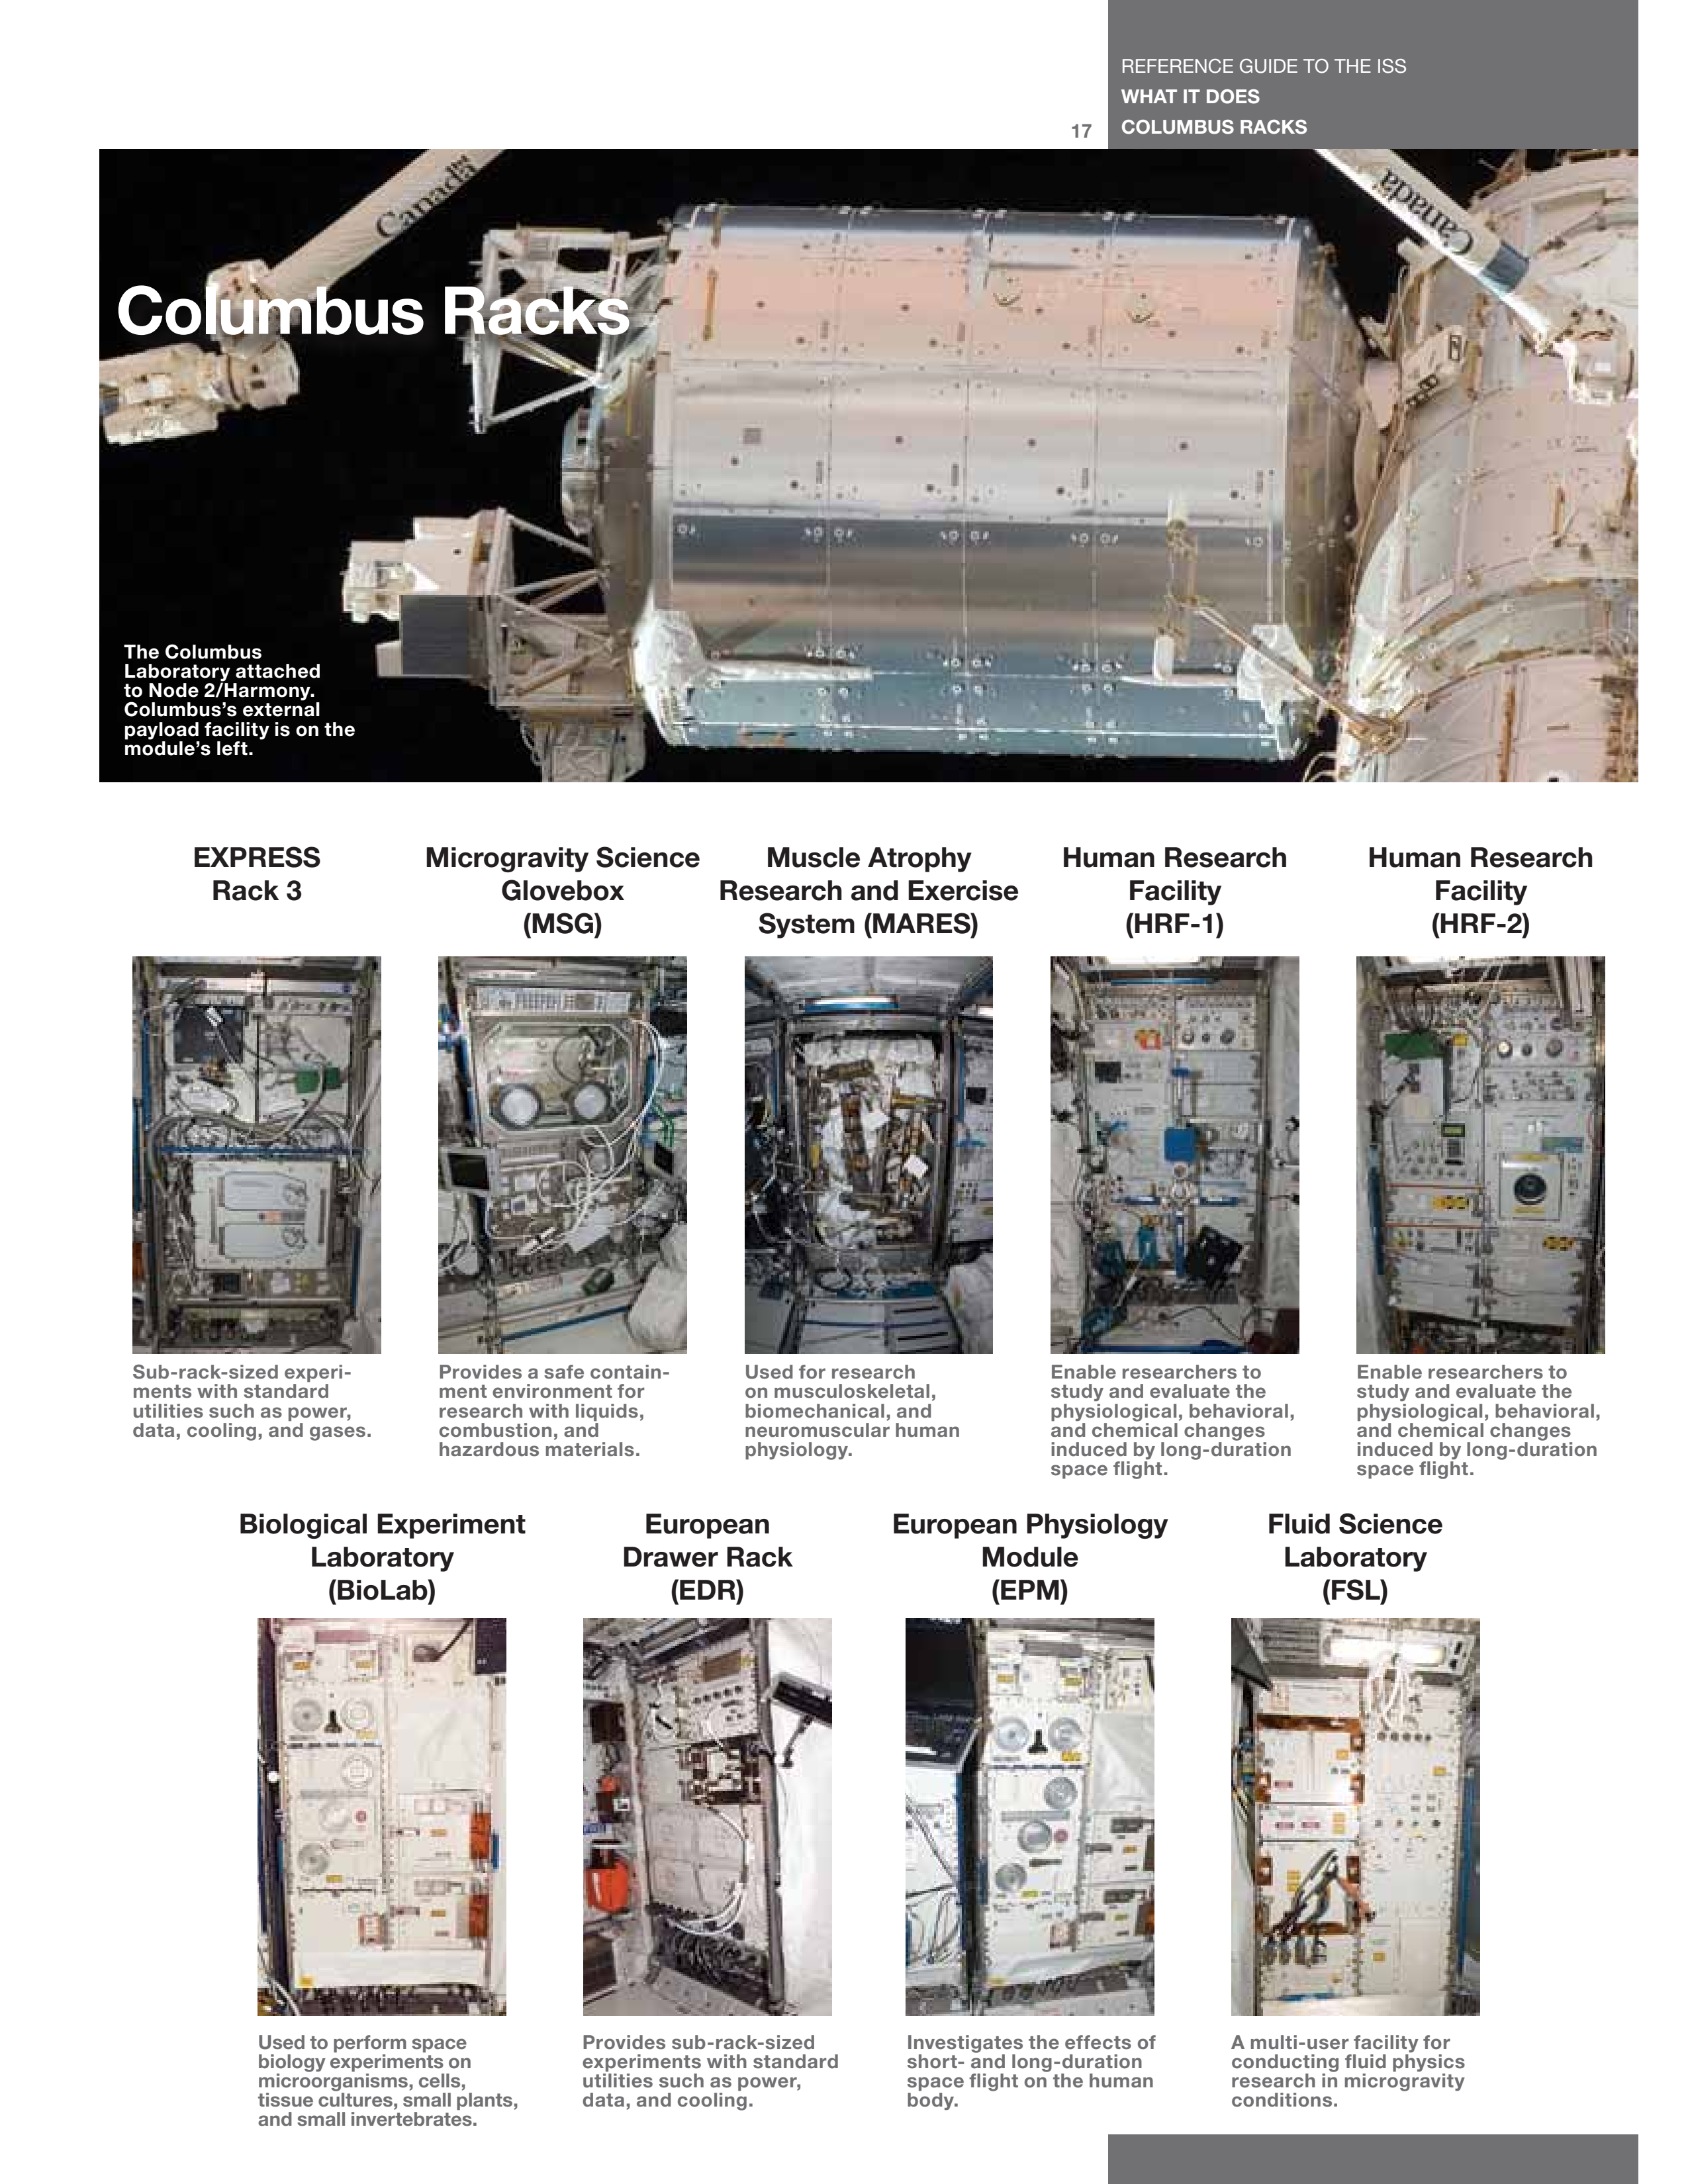 REFERENCE GUIDE TO THE ISS
WHAT IT DOES
17
COLUMBUS RACKS
Canada
Canada
Columbus Racks
The Columbus
Laboratory attached
to Node 2/Harmony.
Columbus’s external
payload facility is on the
module’s left.
EXPRESS
Rack 3
Microgravity Science
Glovebox
(MSG)
Muscle Atrophy
Research and Exercise
System (MARES)
Human Research
Facility
(HRF-1)
Human Research
Facility
(HRF-2)
Sub-rack-sized experi-
ments with standard
utilities such as power,
data, cooling, and gases.
Provides a safe contain-
ment environment for
research with liquids,
combustion, and
hazardous materials.
Used for research
on musculoskeletal,
biomechanical, and
neuromuscular human
physiology.
Enable researchers to
study and evaluate the
physiological, behavioral,
and chemical changes
induced by long-duration
space flight.
Enable researchers to
study and evaluate the
physiological, behavioral,
and chemical changes
induced by long-duration
space flight.
Biological Experiment
Laboratory
(BioLab)
European
Drawer Rack
(EDR)
European Physiology
Module
(EPM)
Fluid Science
Laboratory
(FSL)
Used to perform space
biology experiments on
microorganisms, cells,
tissue cultures, small plants,
and small invertebrates.
Provides sub-rack-sized
experiments with standard
utilities such as power,
data, and cooling.
Investigates the effects of
short- and long-duration
space flight on the human
body.
A multi-user facility for
conducting fluid physics
research in microgravity
conditions.